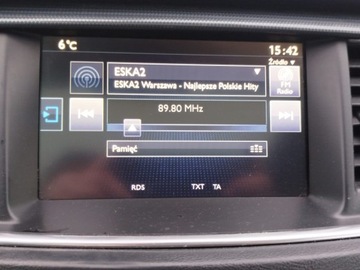 6°C
15:42
Źródło ▼
ESKA2 ▼
ESKA2 Warszawa - Najlepsze Polskie Hity
FM
Radio
89.80 MHz
Pamięć
RDS TXT TA